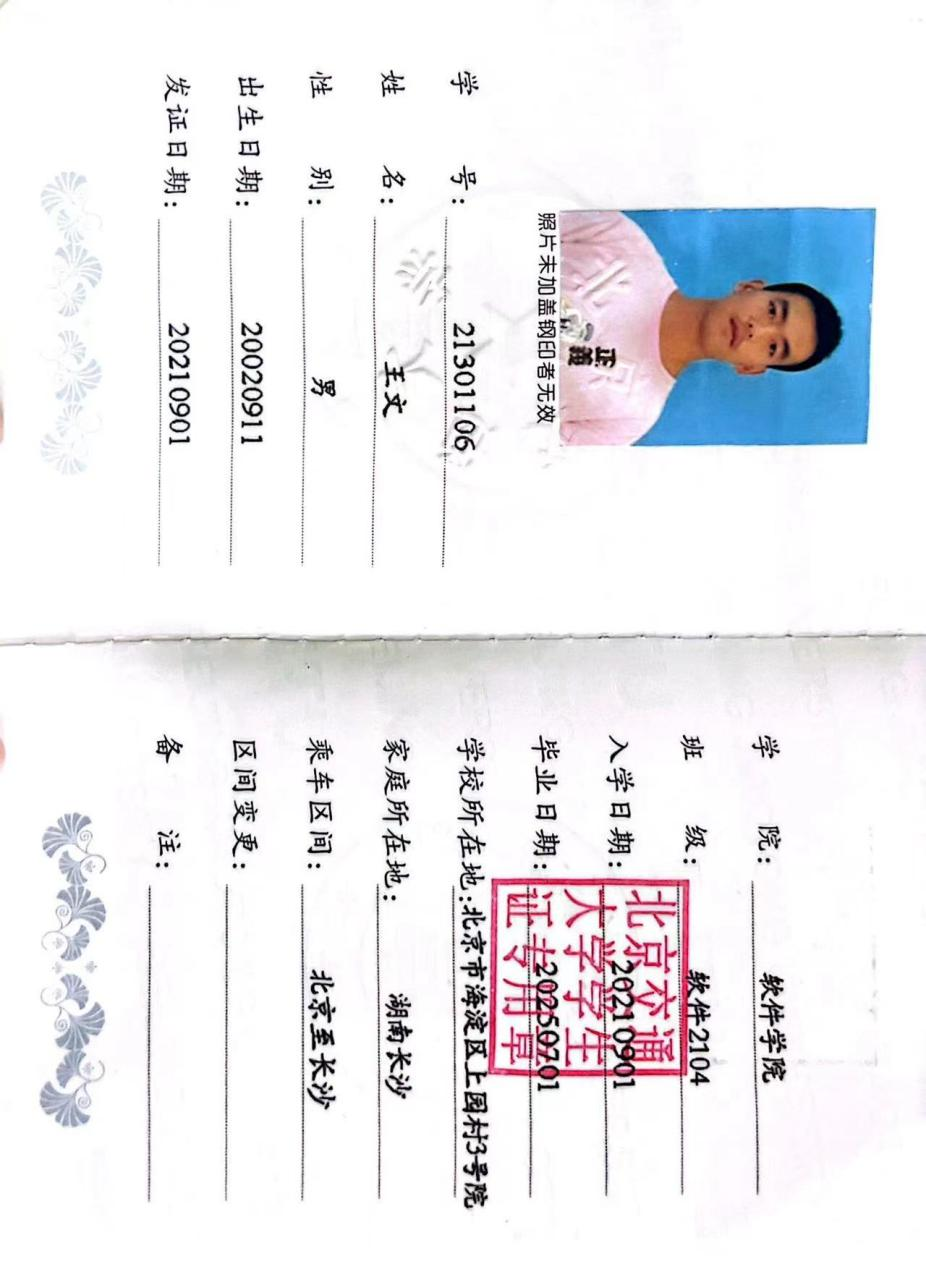 正
義
照片未加盖钢印者无效
学 号: 21301106
姓 名: 王文
性 别: 男
出生日期: 20020911
发证日期: 20210901
学 院: 软件学院
班 级: 软件2104
入学日期: 20210901
毕业日期: 20250701
学校所在地: 北京市海淀区上园村3号院
家庭所在地: 湖南长沙
乘车区间: 北京至长沙
区间变更:
备 注:
北京交通
大学学生
证专用章